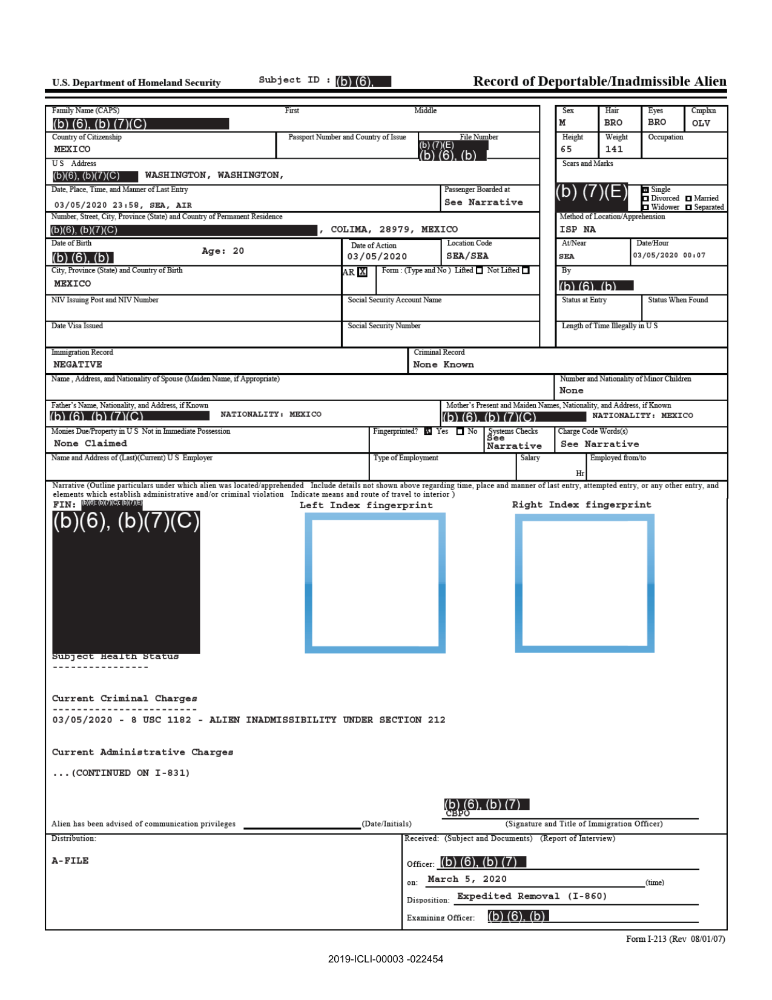 U.S. Department of Homeland Security Subject ID : (b) (6), Record of Deportable/Inadmissible Alien
Family Name (CAPS) First Middle
(b) (6), (b) (7)(C)
Sex Hair Eyes Cmplxn
M BRO BRO OLV
Country of Citizenship Passport Number and Country of Issue File Number
MEXICO (b) (7)(E)
(b) (6), (b)
Height Weight Occupation
65 141
U S Address
(b)(6), (b)(7)(C) WASHINGTON, WASHINGTON,
Scars and Marks
Date, Place, Time, and Manner of Last Entry Passenger Boarded at
03/05/2020 23:58, SEA, AIR See Narrative
(b) (7)(E) Single
Divorced Married
Widower Separated
Number, Street, City, Province (State) and Country of Permanent Residence
(b)(6), (b)(7)(C) , COLIMA, 28979, MEXICO
Method of Location/Apprehension
ISP NA
Date of Birth Age: 20 Date of Action Location Code
(b) (6), (b) 03/05/2020 SEA/SEA
At/Near Date/Hour
SEA 03/05/2020 00:07
City, Province (State) and Country of Birth AR X Form : (Type and No ) Lifted Not Lifted
MEXICO
By
(b) (6), (b)
NIV Issuing Post and NIV Number Social Security Account Name
Status at Entry Status When Found
Date Visa Issued Social Security Number
Length of Time Illegally in U S
Immigration Record Criminal Record
NEGATIVE None Known
Name , Address, and Nationality of Spouse (Maiden Name, if Appropriate) Number and Nationality of Minor Children
None
Father's Name, Nationality, and Address, if Known Mother's Present and Maiden Names, Nationality, and Address, if Known
(b) (6), (b) (7)(C) NATIONALITY: MEXICO (b) (6), (b) (7)(C) NATIONALITY: MEXICO
Monies Due/Property in U S Not in Immediate Possession Fingerprinted? X Yes No Systems Checks Charge Code Words(s)
None Claimed See Narrative See Narrative
Name and Address of (Last)(Current) U S Employer Type of Employment Salary Employed from/to
Hr
Narrative (Outline particulars under which alien was located/apprehended Include details not shown above regarding time, place and manner of last entry, attempted entry, or any other entry, and
elements which establish administrative and/or criminal violation Indicate means and route of travel to interior )
FIN: (b)(6); (b)(7)(C); (b)(7)(E) Left Index fingerprint Right Index fingerprint
(b)(6), (b)(7)(C)
Subject Health Status
----------------
Current Criminal Charges
------------------------
03/05/2020 - 8 USC 1182 - ALIEN INADMISSIBILITY UNDER SECTION 212
Current Administrative Charges
...(CONTINUED ON I-831)
(b) (6), (b) (7)
CBPO
Alien has been advised of communication privileges (Date/Initials) (Signature and Title of Immigration Officer)
Distribution:
A-FILE
Received: (Subject and Documents) (Report of Interview)
Officer: (b) (6), (b) (7)
on: March 5, 2020 (time)
Disposition: Expedited Removal (I-860)
Examining Officer: (b) (6), (b)
Form I-213 (Rev 08/01/07)
2019-ICLI-00003 -022454